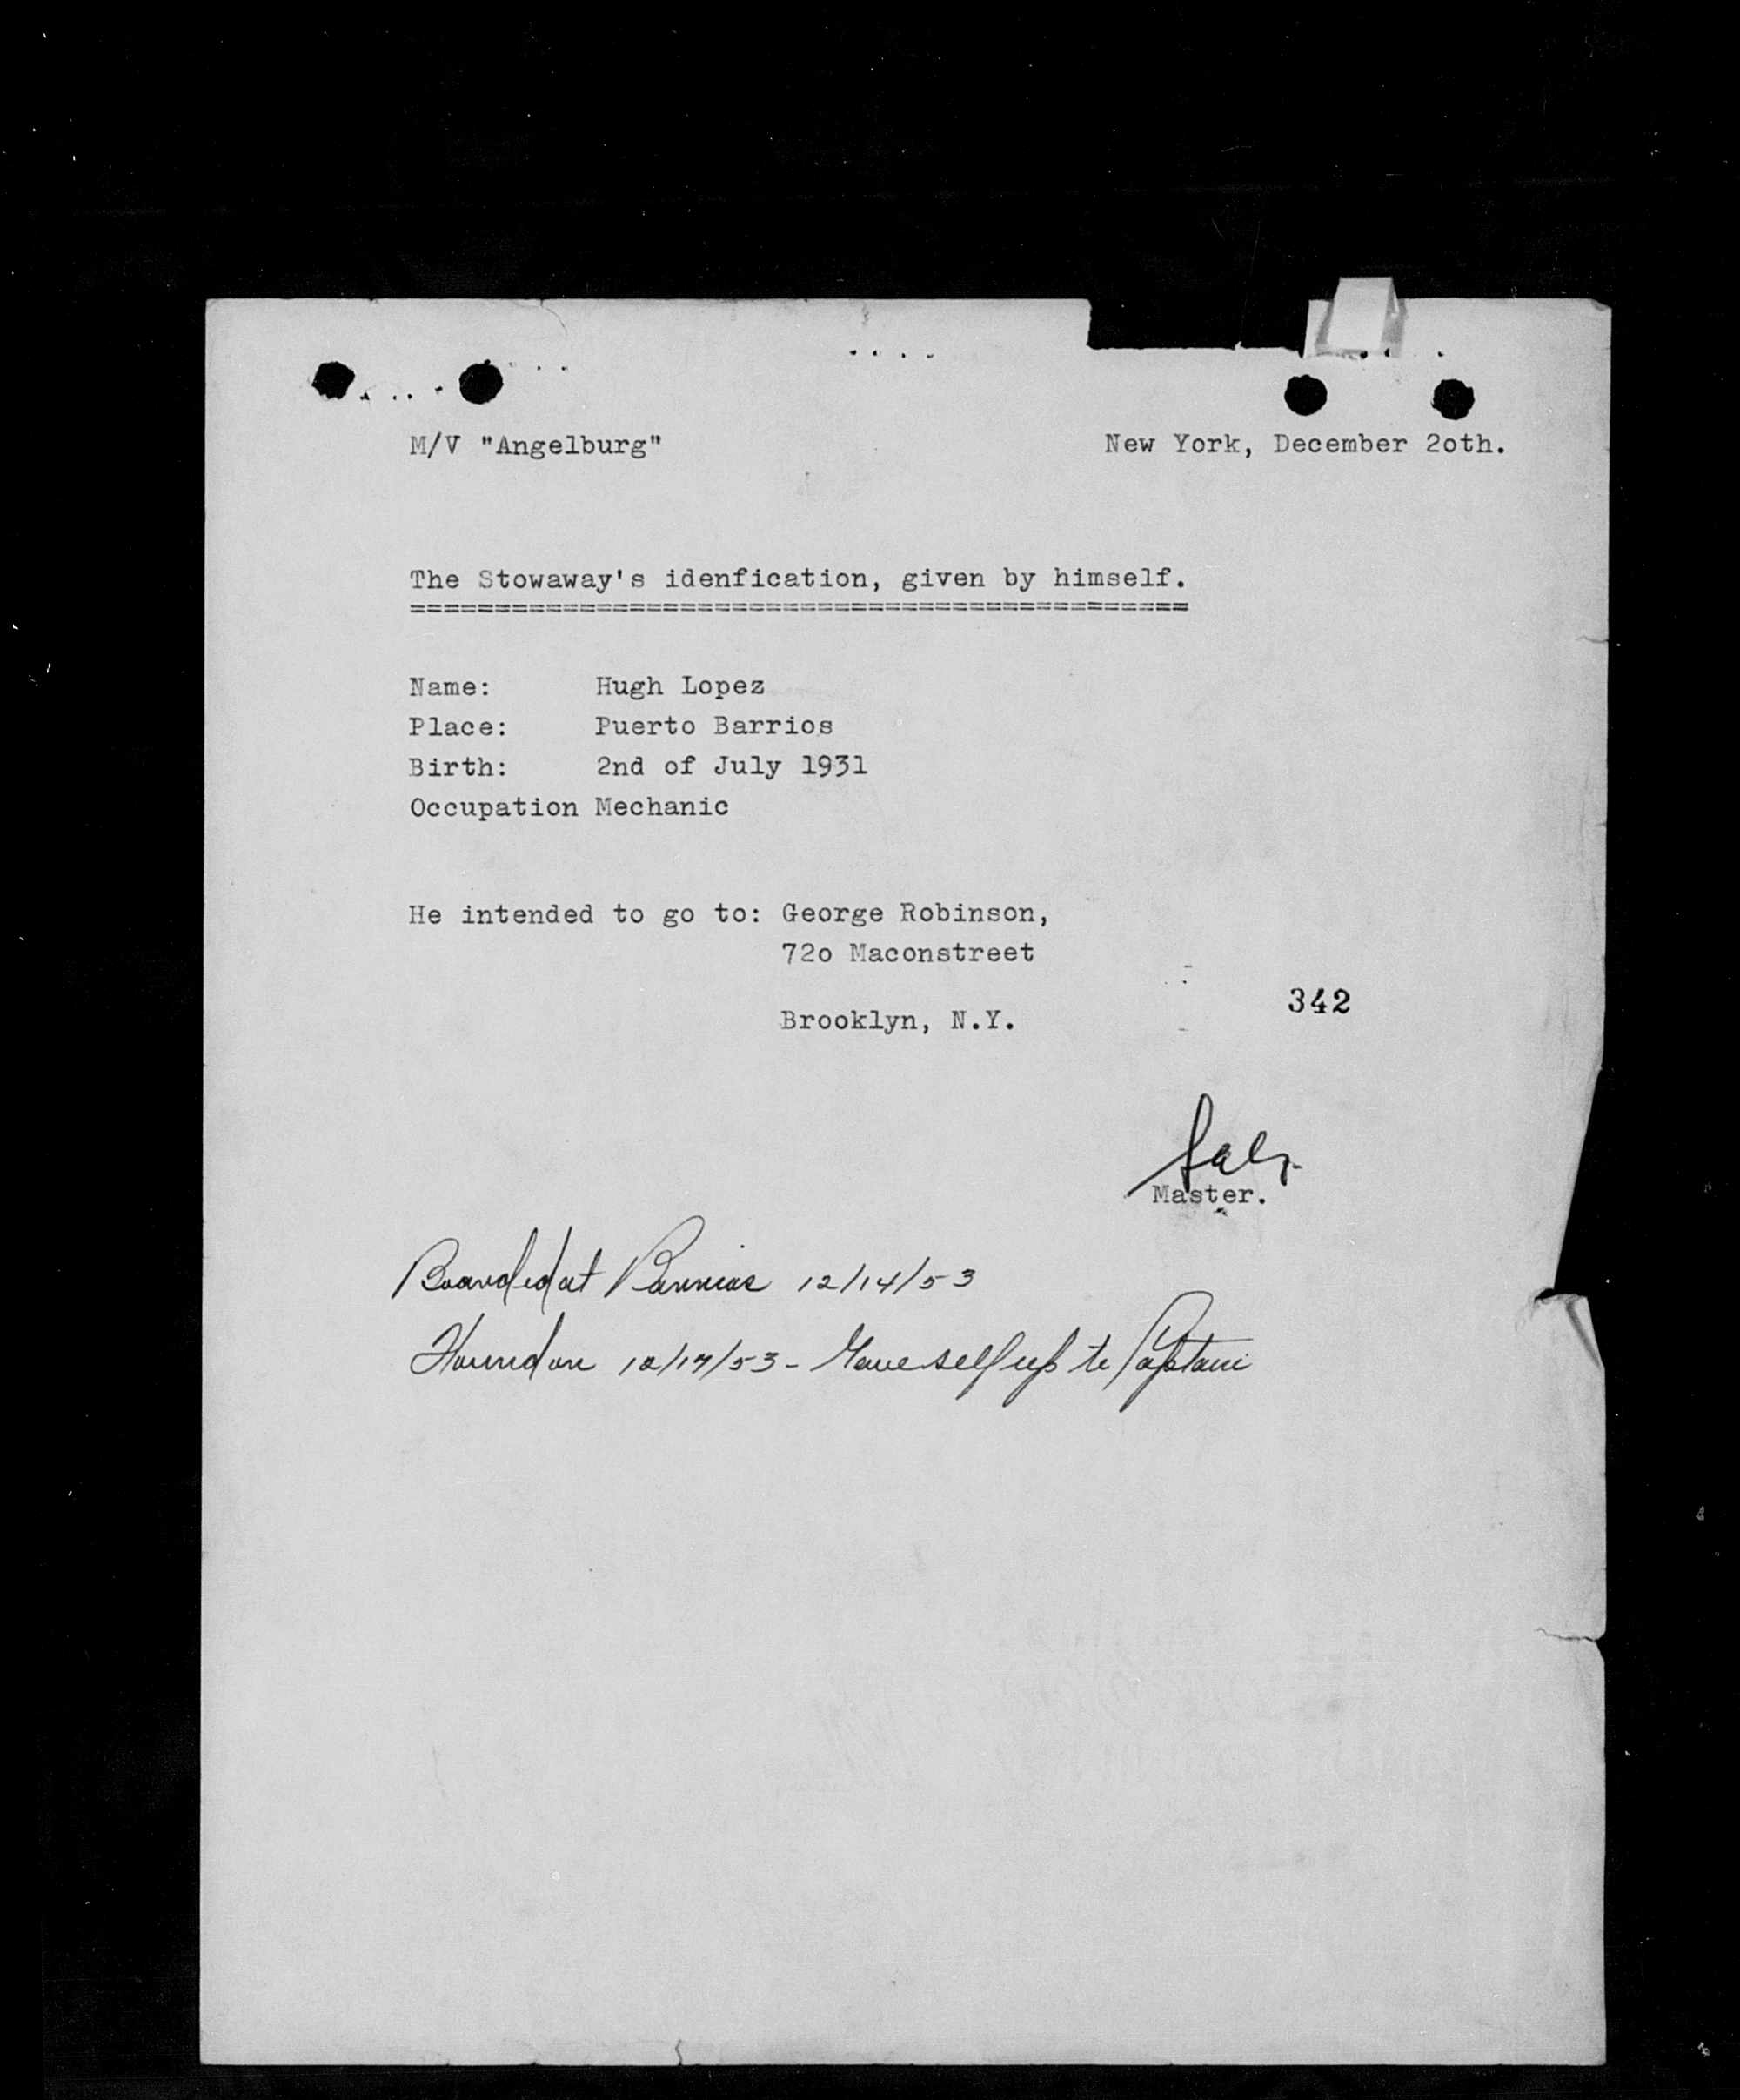 M/V "Angelburg" New York, December 2oth.
The Stowaway's idenfication, given by himself.
==============================================
Name: Hugh Lopez
Place: Puerto Barrios
Birth: 2nd of July 1931
Occupation Mechanic
He intended to go to: George Robinson,
72o Maconstreet
Brooklyn, N.Y.
342
Master.
Boarded at Barrios 12/14/53
Found on 12/17/53 - Gave self up to Captain